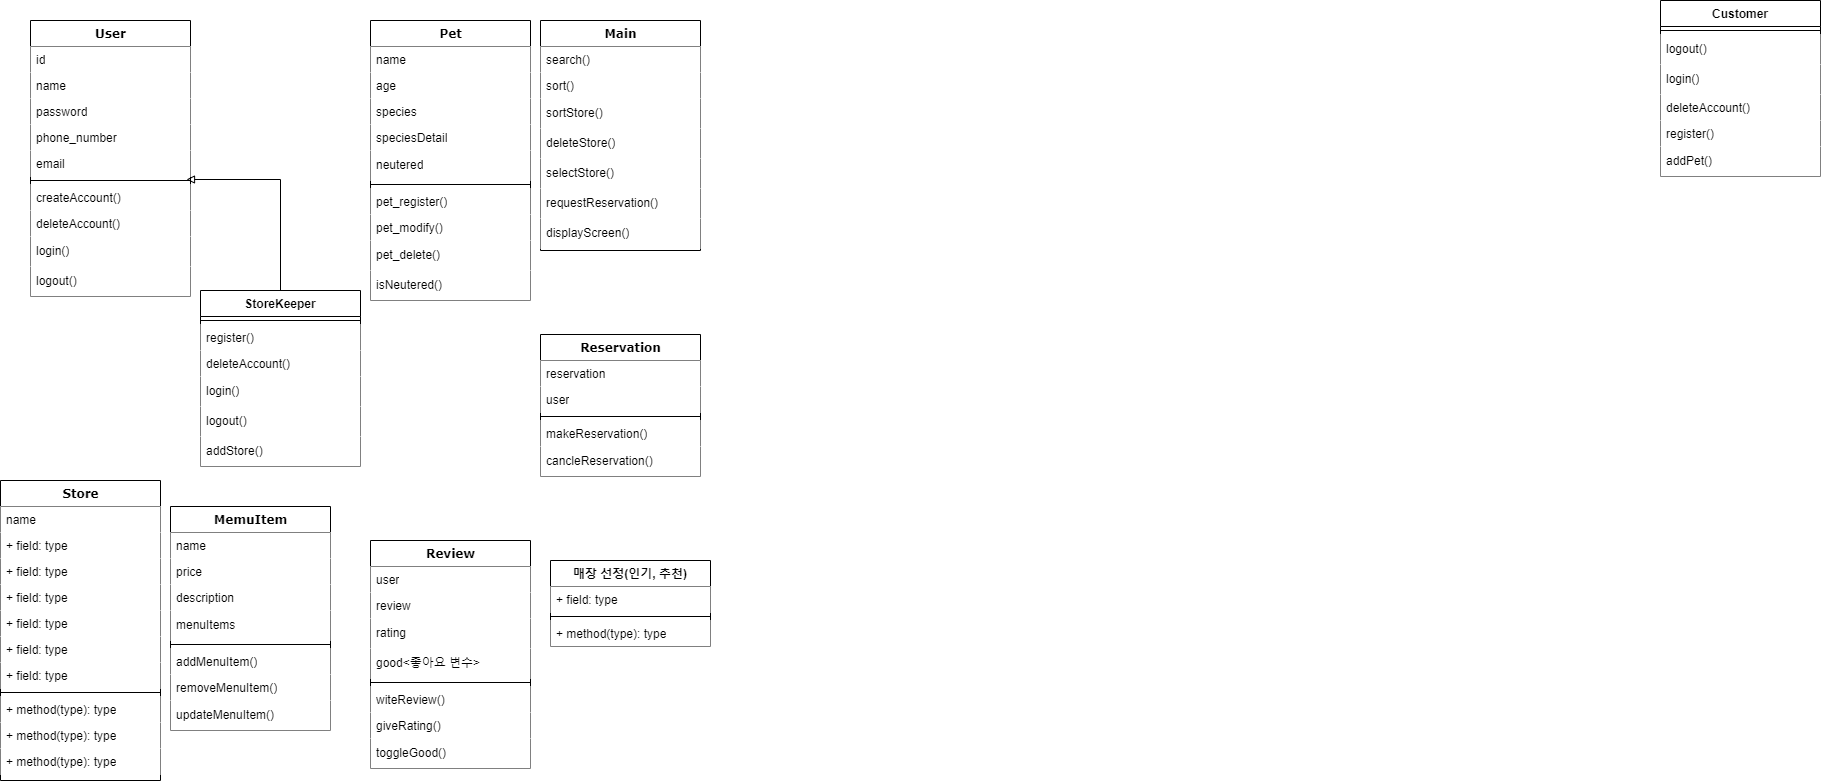 User
id
name
password
phone_number
email
createAccount()
deleteAccount()
login()
logout()
Pet
name
age
species
speciesDetail
neutered
pet_register()
pet_modify()
pet_delete()
isNeutered()
Main
search()
sort()
sortStore()
deleteStore()
selectStore()
requestReservation()
displayScreen()
Customer
logout()
login()
deleteAccount()
register()
addPet()
StoreKeeper
register()
deleteAccount()
login()
logout()
addStore()
Reservation
reservation
user
makeReservation()
cancleReservation()
Store
name
+ field: type
+ field: type
+ field: type
+ field: type
+ field: type
+ field: type
+ method(type): type
+ method(type): type
+ method(type): type
MemuItem
name
price
description
menuItems
addMenuItem()
removeMenuItem()
updateMenuItem()
Review
user
review
rating
good<좋아요 변수>
witeReview()
giveRating()
toggleGood()
매장 선정(인기, 추천)
+ field: type
+ method(type): type